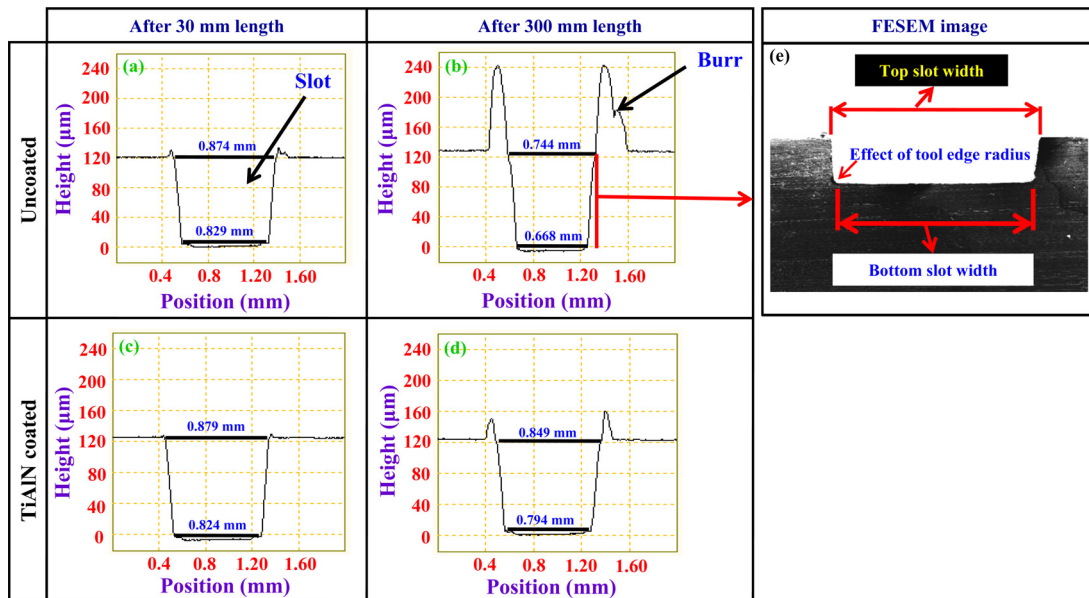 After 30 mm length
After 300 mm length
FESEM image
Uncoated
(a)
Slot
240
200
160
120
80
40
0
Height (µm)
0.874 mm
0.829 mm
0.4
0.80
1.20
1.60
Position (mm)
(b)
Burr
240
200
160
120
80
40
0
Height (µm)
0.744 mm
0.668 mm
0.4
0.80
1.20
1.60
Position (mm)
(e)
Top slot width
Effect of tool edge radius
Bottom slot width
TiAlN coated
(c)
240
200
160
120
80
40
0
Height (µm)
0.879 mm
0.824 mm
0.4
0.80
1.20
1.60
Position (mm)
(d)
240
200
160
120
80
40
0
Height (µm)
0.849 mm
0.794 mm
0.4
0.80
1.20
1.60
Position (mm)